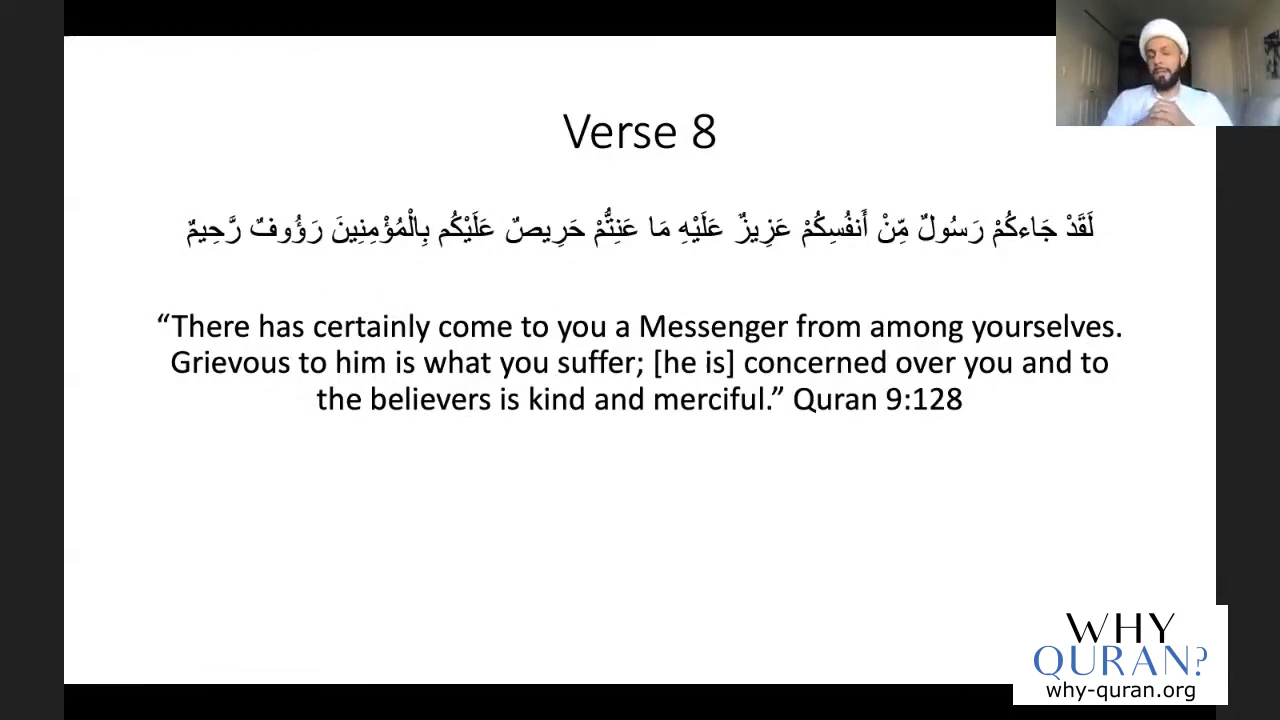 Verse 8
لَقَدْ جَاءكُمْ رَسُولٌ مِّنْ أَنفُسِكُمْ عَزِيزٌ عَلَيْهِ مَا عَنِتُّمْ حَرِيصٌ عَلَيْكُم بِالْمُؤْمِنِينَ رَؤُوفٌ رَّحِيمٌ
“There has certainly come to you a Messenger from among yourselves.
Grievous to him is what you suffer; [he is] concerned over you and to
the believers is kind and merciful.” Quran 9:128
WHY
QURAN?
why-quran.org